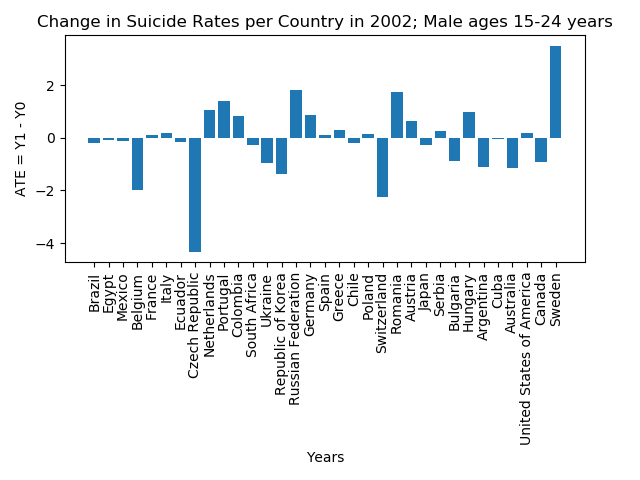 Change in Suicide Rates per Country in 2002; Male ages 15-24 years
ATE = Y1 - Y0
2
0
−2
−4
Brazil
Egypt
Mexico
Belgium
France
Italy
Ecuador
Czech Republic
Netherlands
Portugal
Colombia
South Africa
Ukraine
Republic of Korea
Russian Federation
Germany
Spain
Greece
Chile
Poland
Switzerland
Romania
Austria
Japan
Serbia
Bulgaria
Hungary
Argentina
Cuba
Australia
United States of America
Canada
Sweden
Years